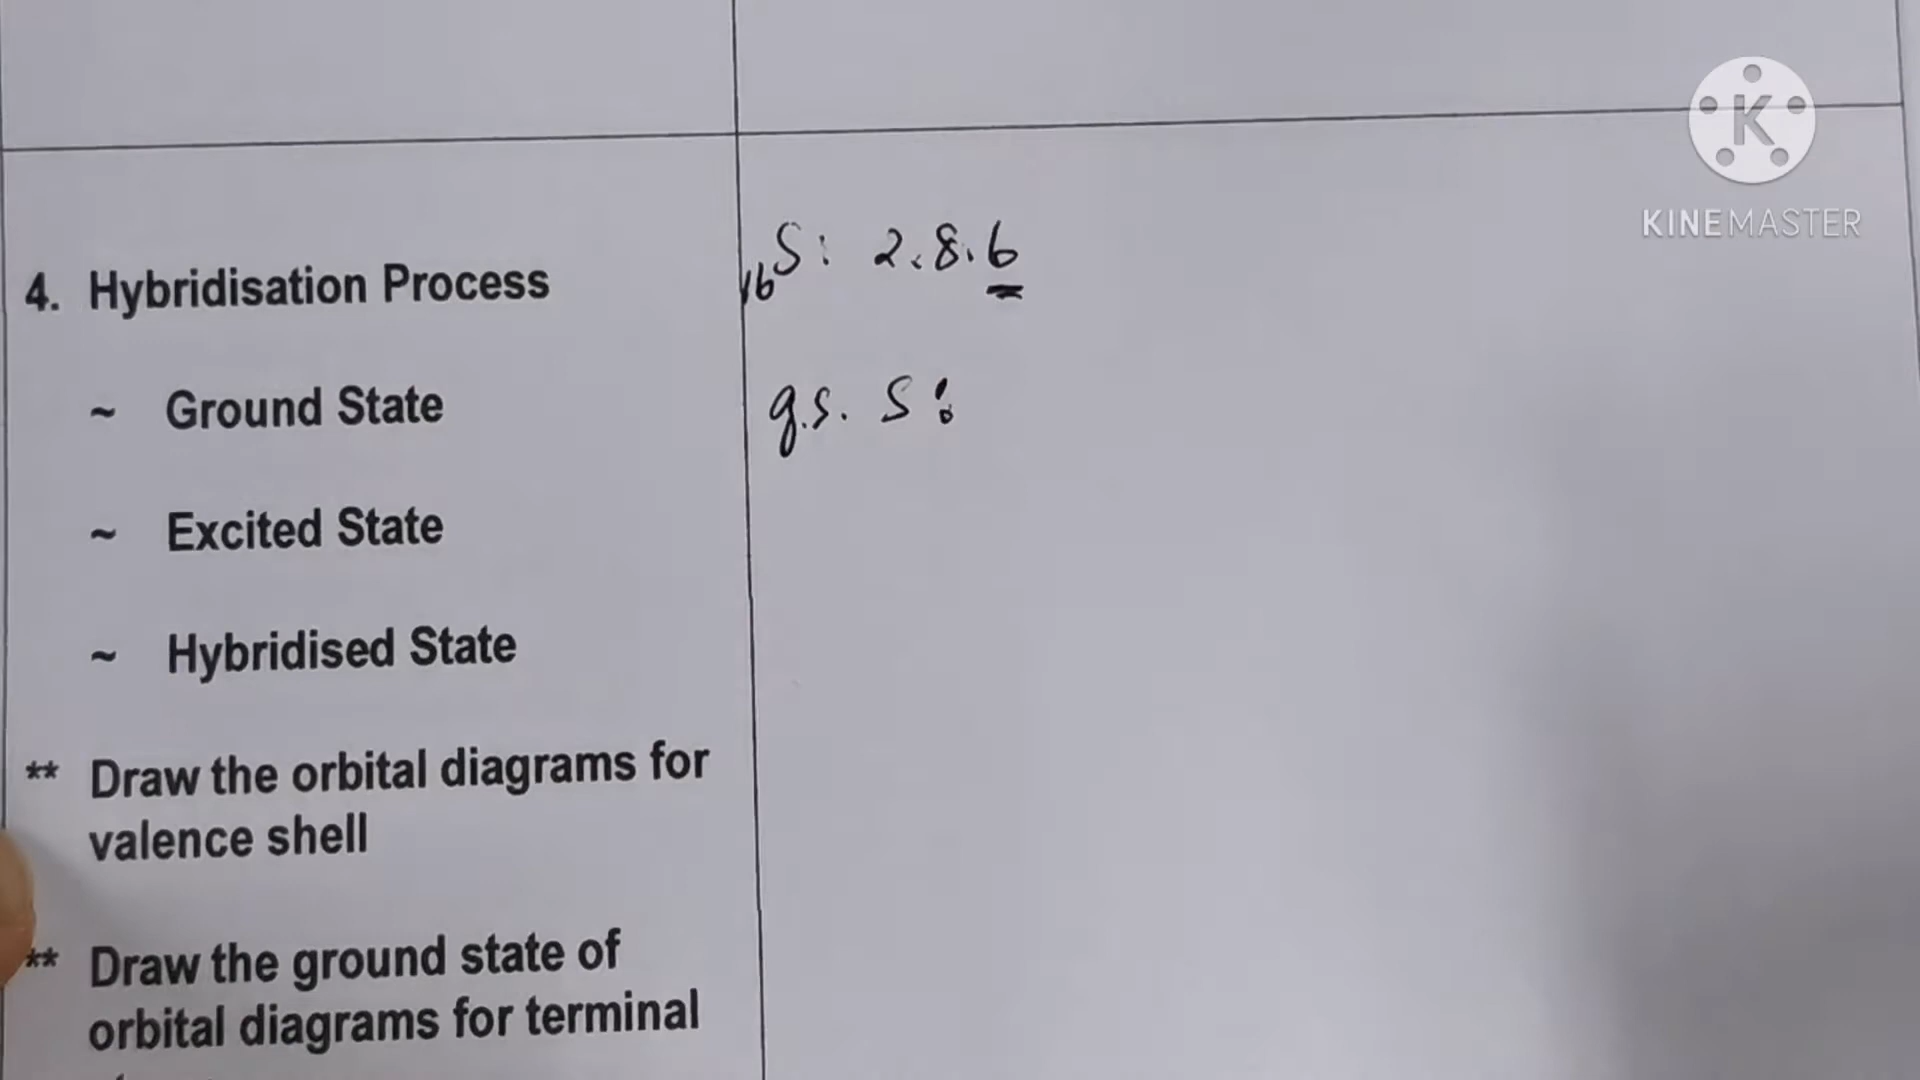 K
KINEMASTER
4. Hybridisation Process
16S: 2.8.6
~ Ground State
g.s. S:
~ Excited State
~ Hybridised State
** Draw the orbital diagrams for
valence shell
** Draw the ground state of
orbital diagrams for terminal